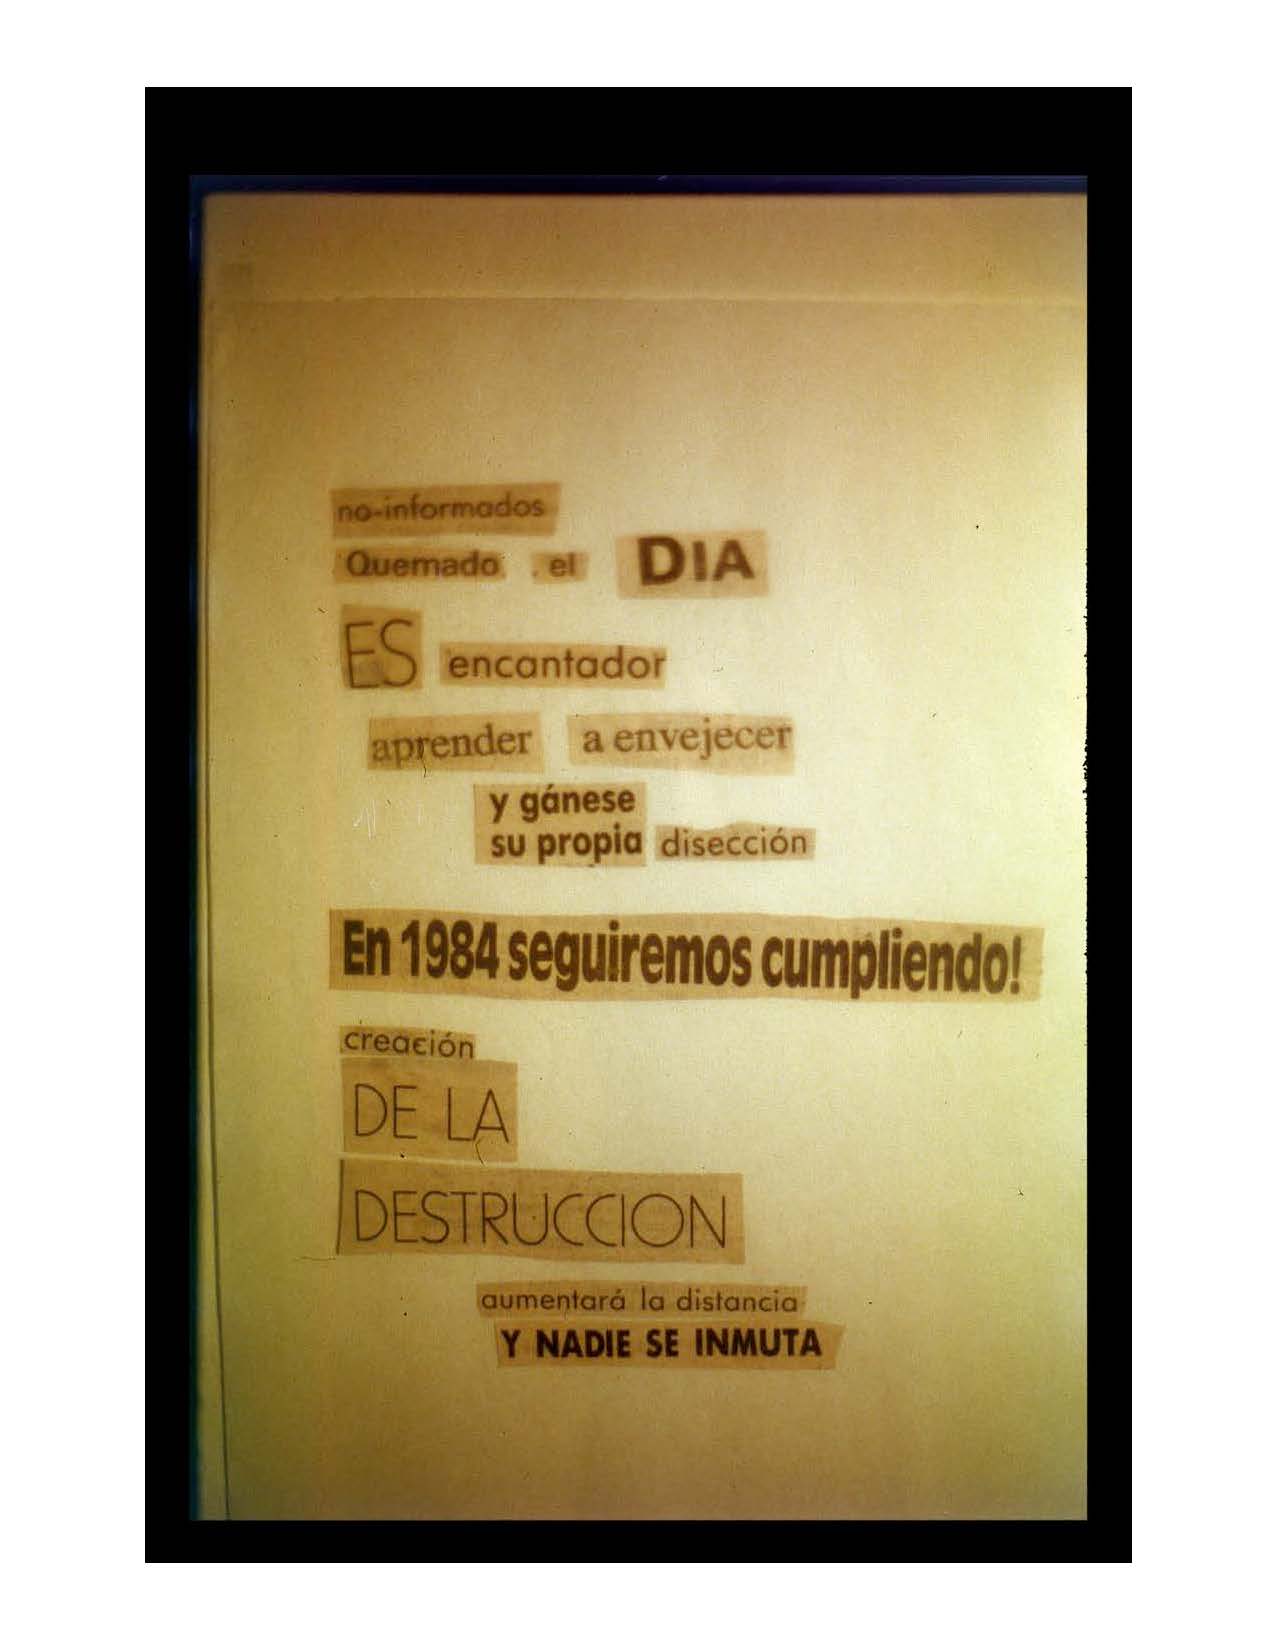 no-informados
Quemado . el DIA
ES encantador
aprender a envejecer
y gánese
su propia disección
En 1984 seguiremos cumpliendo!
creación
DE LA
DESTRUCCION
aumentará la distancia
Y NADIE SE INMUTA